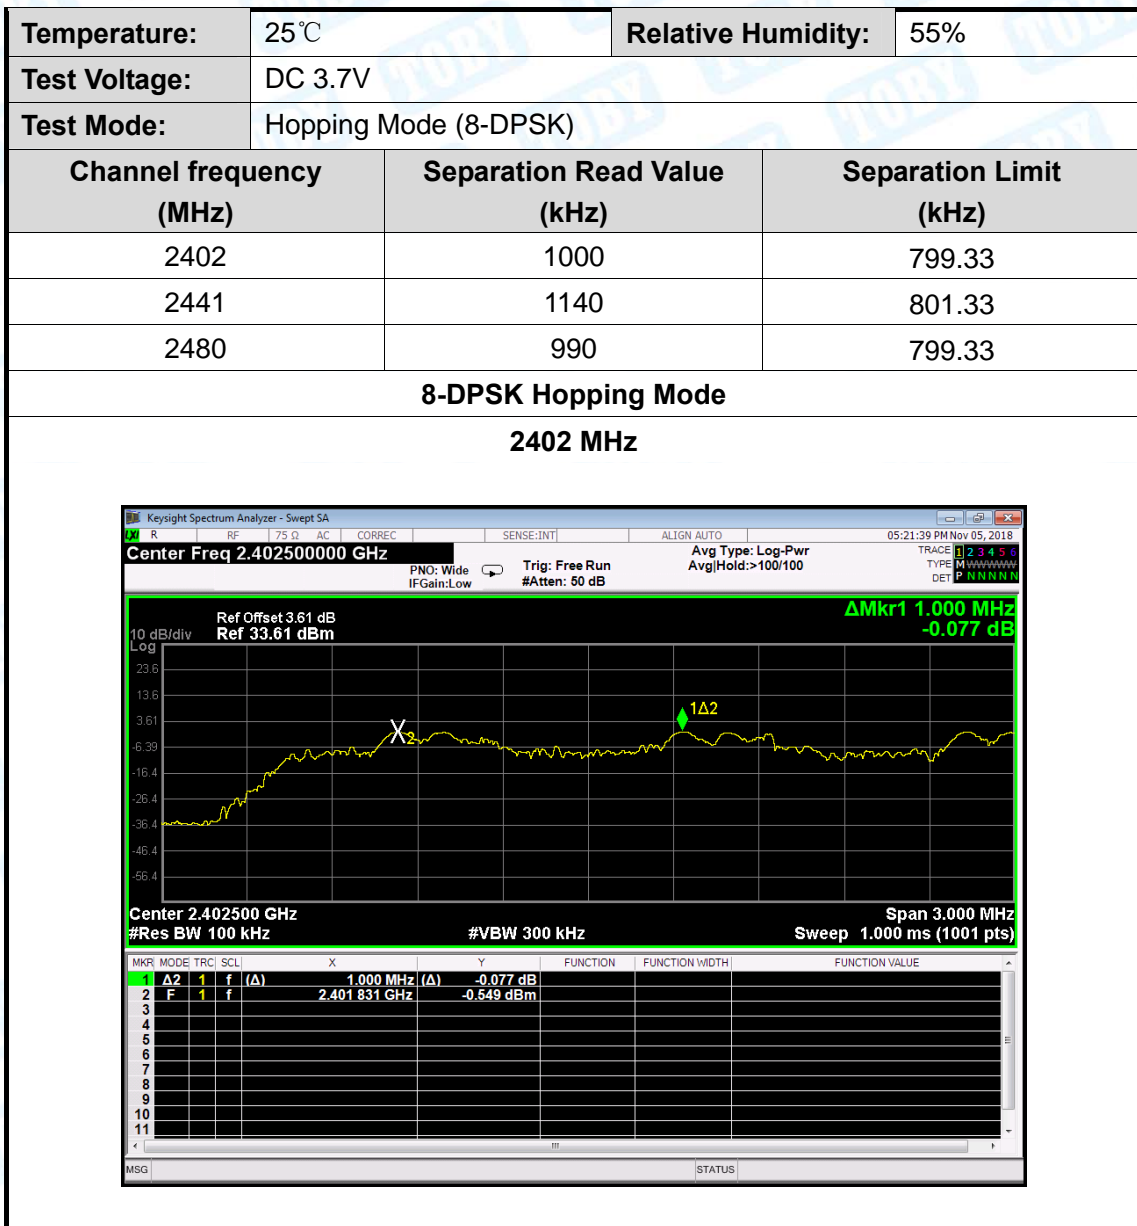 Temperature: 25℃ Relative Humidity: 55%
Test Voltage: DC 3.7V
Test Mode: Hopping Mode (8-DPSK)
Channel frequency (MHz) Separation Read Value (kHz) Separation Limit (kHz)
2402 1000 799.33
2441 1140 801.33
2480 990 799.33
8-DPSK Hopping Mode
2402 MHz
Keysight Spectrum Analyzer - Swept SA
LXI R RF 75 Ω AC CORREC SENSE:INT ALIGN AUTO 05:21:39 PM Nov 05, 2018
Center Freq 2.402500000 GHz
PNO: Wide
IFGain:Low
Trig: Free Run
#Atten: 50 dB
Avg Type: Log-Pwr
Avg|Hold:>100/100
TRACE 1 2 3 4 5 6
TYPE M WWWWW
DET P N N N N N
ΔMkr1 1.000 MHz
-0.077 dB
Ref Offset 3.61 dB
10 dB/div Ref 33.61 dBm
Log
23.6
13.6
3.61
-6.39
-16.4
-26.4
-36.4
-46.4
-56.4
X2
1Δ2
Center 2.402500 GHz Span 3.000 MHz
#Res BW 100 kHz #VBW 300 kHz Sweep 1.000 ms (1001 pts)
MKR MODE TRC SCL X Y FUNCTION FUNCTION WIDTH FUNCTION VALUE
1 Δ2 1 f (Δ) 1.000 MHz (Δ) -0.077 dB
2 F 1 f 2.401 831 GHz -0.549 dBm
3
4
5
6
7
8
9
10
11
MSG STATUS
TOBY